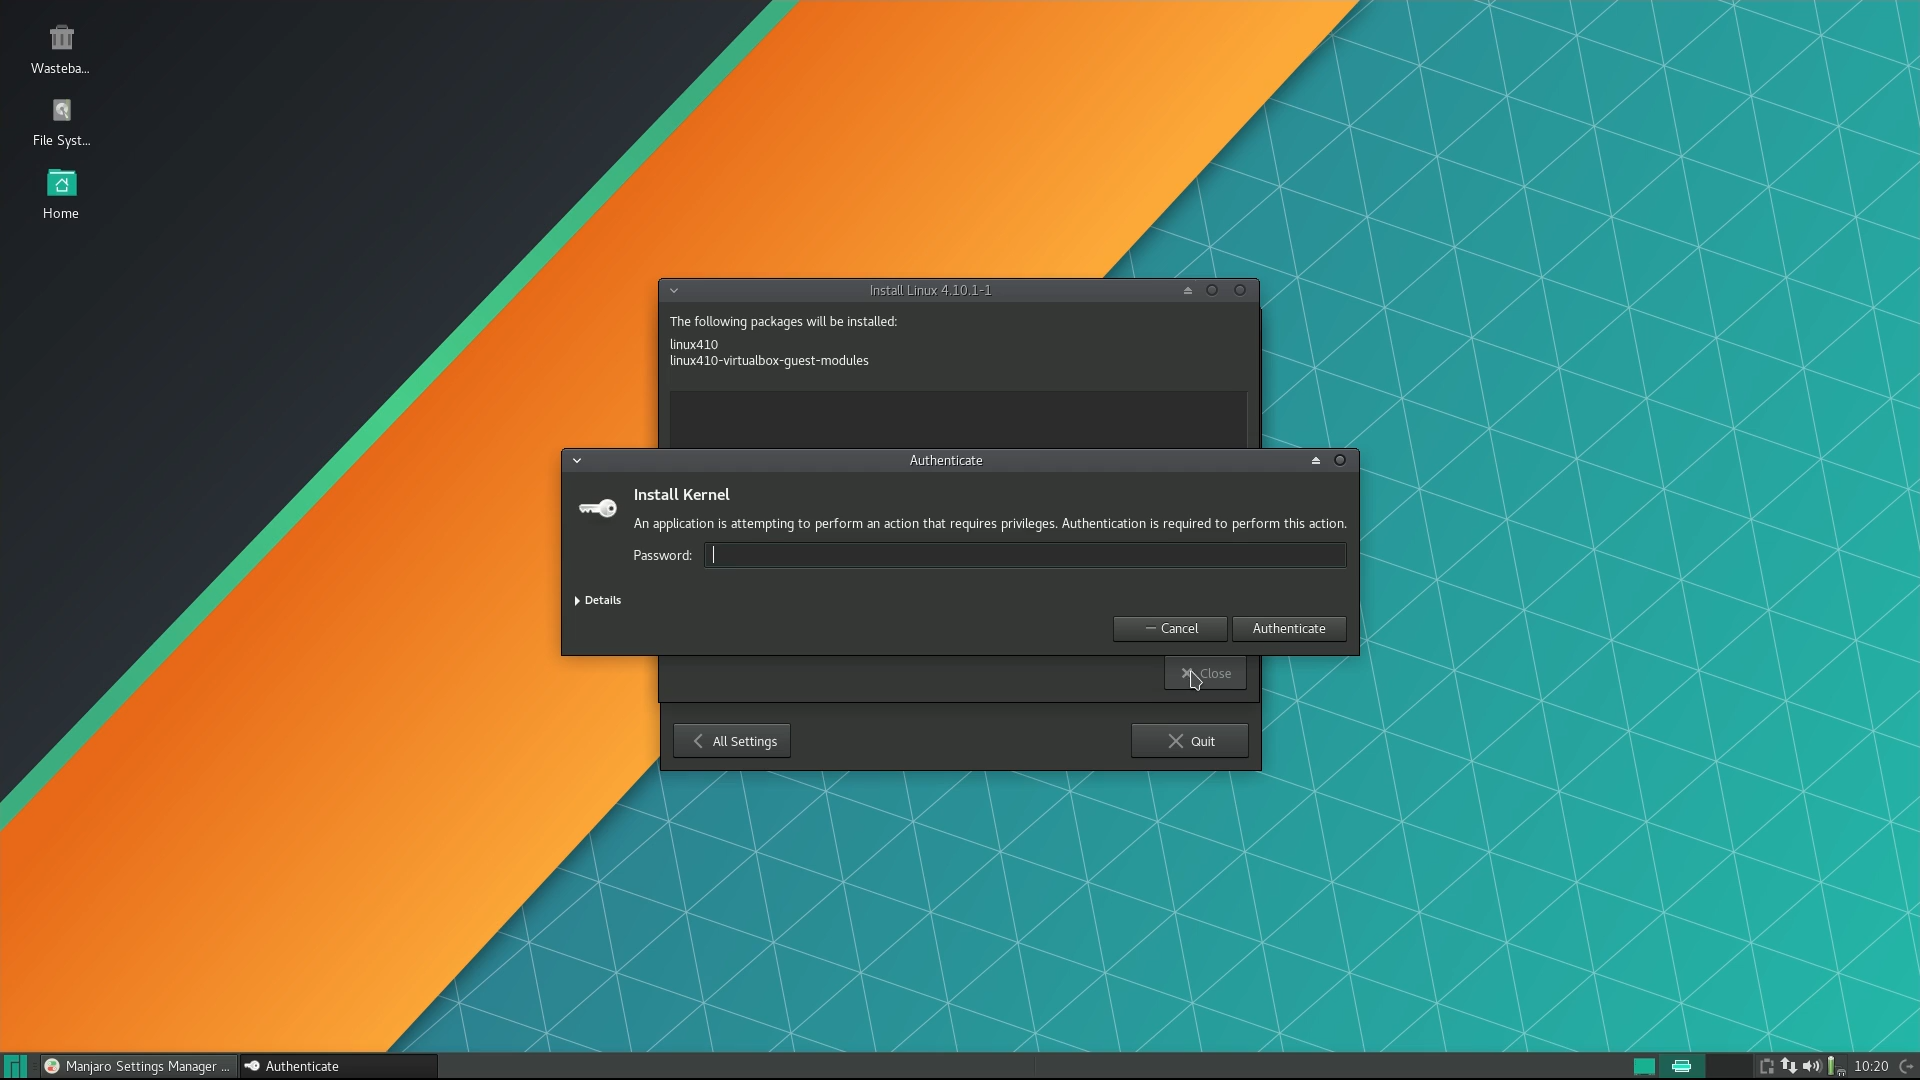 Wasteba...
File Syst...
Home
Install Linux 4.10.1-1
The following packages will be installed:
linux410
linux410-virtualbox-guest-modules
Authenticate
Install Kernel
An application is attempting to perform an action that requires privileges. Authentication is required to perform this action.
Password:
Details
Cancel
Authenticate
Close
All Settings
Quit
Manjaro Settings Manager ...
Authenticate
10:20